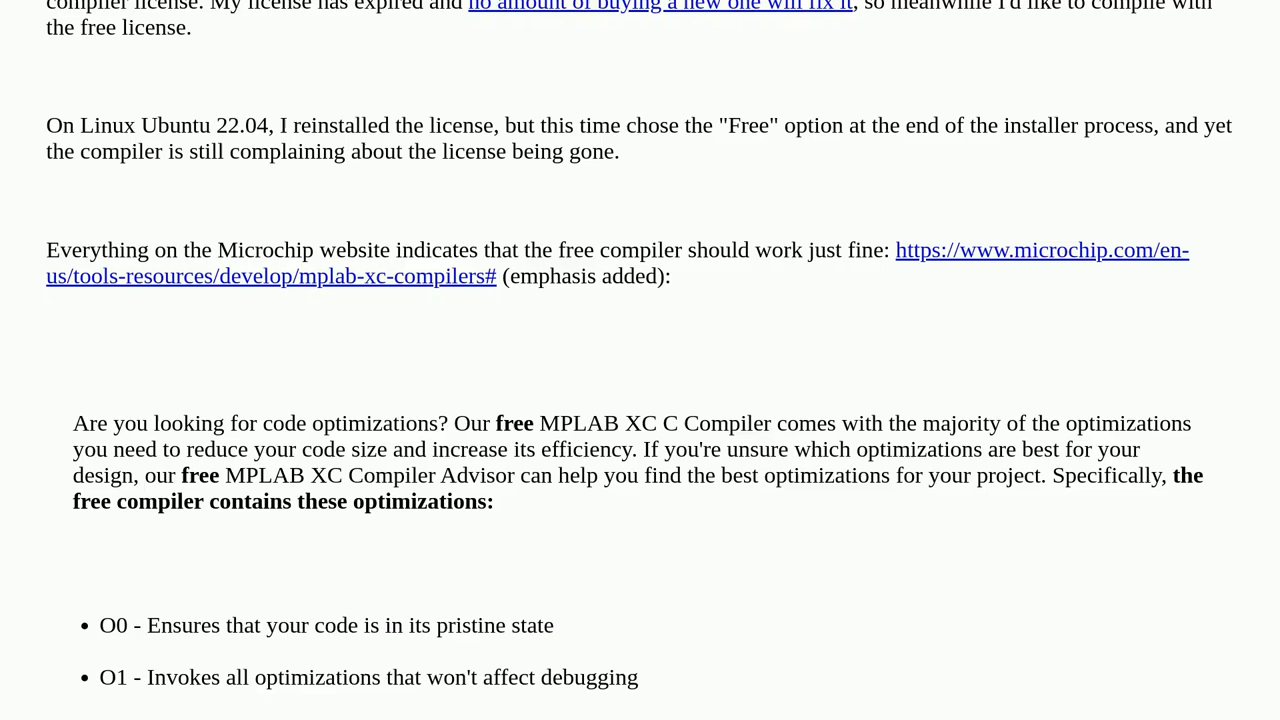 compiler license. My license has expired and no amount of buying a new one will fix it, so meanwhile I'd like to compile with
the free license.
On Linux Ubuntu 22.04, I reinstalled the license, but this time chose the "Free" option at the end of the installer process, and yet
the compiler is still complaining about the license being gone.
Everything on the Microchip website indicates that the free compiler should work just fine: https://www.microchip.com/en-
us/tools-resources/develop/mplab-xc-compilers# (emphasis added):
Are you looking for code optimizations? Our free MPLAB XC C Compiler comes with the majority of the optimizations
you need to reduce your code size and increase its efficiency. If you're unsure which optimizations are best for your
design, our free MPLAB XC Compiler Advisor can help you find the best optimizations for your project. Specifically, the
free compiler contains these optimizations:
• O0 - Ensures that your code is in its pristine state
• O1 - Invokes all optimizations that won't affect debugging